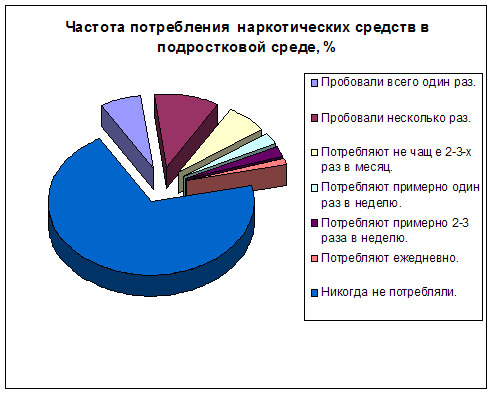 Частота потребления наркотических средств в
подростковой среде, %
Пробовали всего один раз.
Пробовали несколько раз.
Потребляют не чащ е 2-3-х
раз в месяц.
Потребляют примерно один
раз в неделю.
Потребляют примерно 2-3
раза в неделю.
Потребляют ежедневно.
Никогда не потребляли.